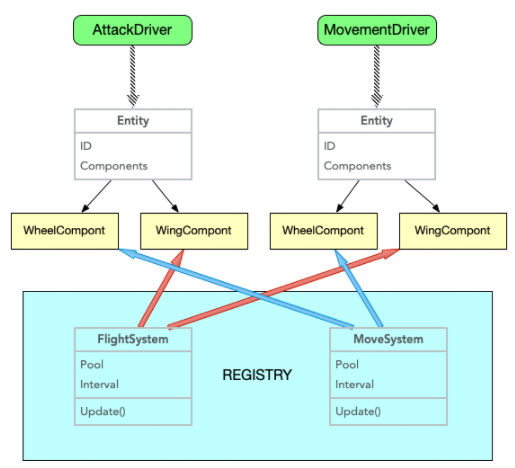 AttackDriver
MovementDriver
Entity
ID
Components
Entity
ID
Components
WheelCompont
WingCompont
WheelCompont
WingCompont
FlightSystem
Pool
Interval
Update()
REGISTRY
MoveSystem
Pool
Interval
Update()